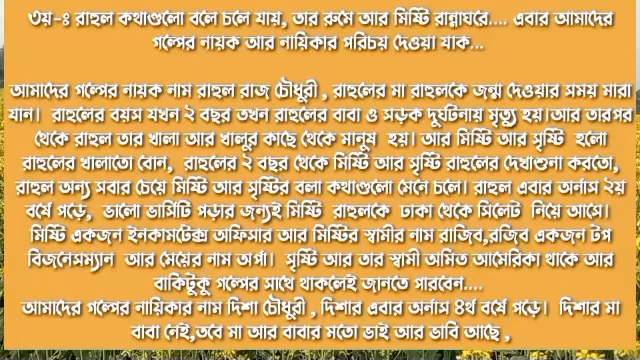 ৩য়-ঃ রাহুল কথাগুলো বলে চলে যায়, তার রুমে আর মিষ্টি রান্নাঘরে.... এবার আমাদের
গল্পের নায়ক আর নায়িকার পরিচয় দেওয়া যাক...
আমাদের গল্পের নায়ক নাম রাহুল রাজ চৌধুরী , রাহুলের মা রাহুলকে জন্ম দেওয়ার সময় মারা
যান।  রাহুলের বয়স যখন ২ বছর তখন রাহুলের বাবা ও সড়ক দুর্ঘটনায় মৃত্যু হয়।আর তারপর
থেকে রাহুল তার খালা আর খালুর কাছে থেকে মানুষ  হয়। আর মিষ্টি আর সৃষ্টি  হলো
রাহুলের খালাতো বোন,  রাহুলের ২ বছর থেকে মিষ্টি আর সৃষ্টি রাহুলের দেখাশুনা করতো,
রাহুল অন্য সবার চেয়ে মিষ্টি আর সৃষ্টির বলা কথাগুলো মেনে চলে। রাহুল এবার অর্নাস ২য়
বর্ষে পড়ে,  ভালো ভার্সিটি পড়ার জন্যই মিষ্টি  রাহুলকে  ঢাকা থেকে সিলেট  নিয়ে আসে।
মিষ্টি একজন ইনকামটেক্স অফিসার আর মিষ্টির স্বামীর নাম রাজিব,রজিব একজন টপ
বিজনেসম্যান  আর মেয়ের নাম অর্পা।  সৃষ্টি আর তার স্বামী অমিত আমেরিকা থাকে আর
বাকিটুকু গল্পের সাথে থাকলেই জানতে পারবেন....
আমাদের গল্পের নায়িকার নাম দিশা চৌধুরী , দিশার এবার অর্নাস ৪র্থ বর্ষে পড়ে।  দিশার মা
বাবা নেই,তবে মা আর বাবার মতো ভাই আর ভাবি আছে ,